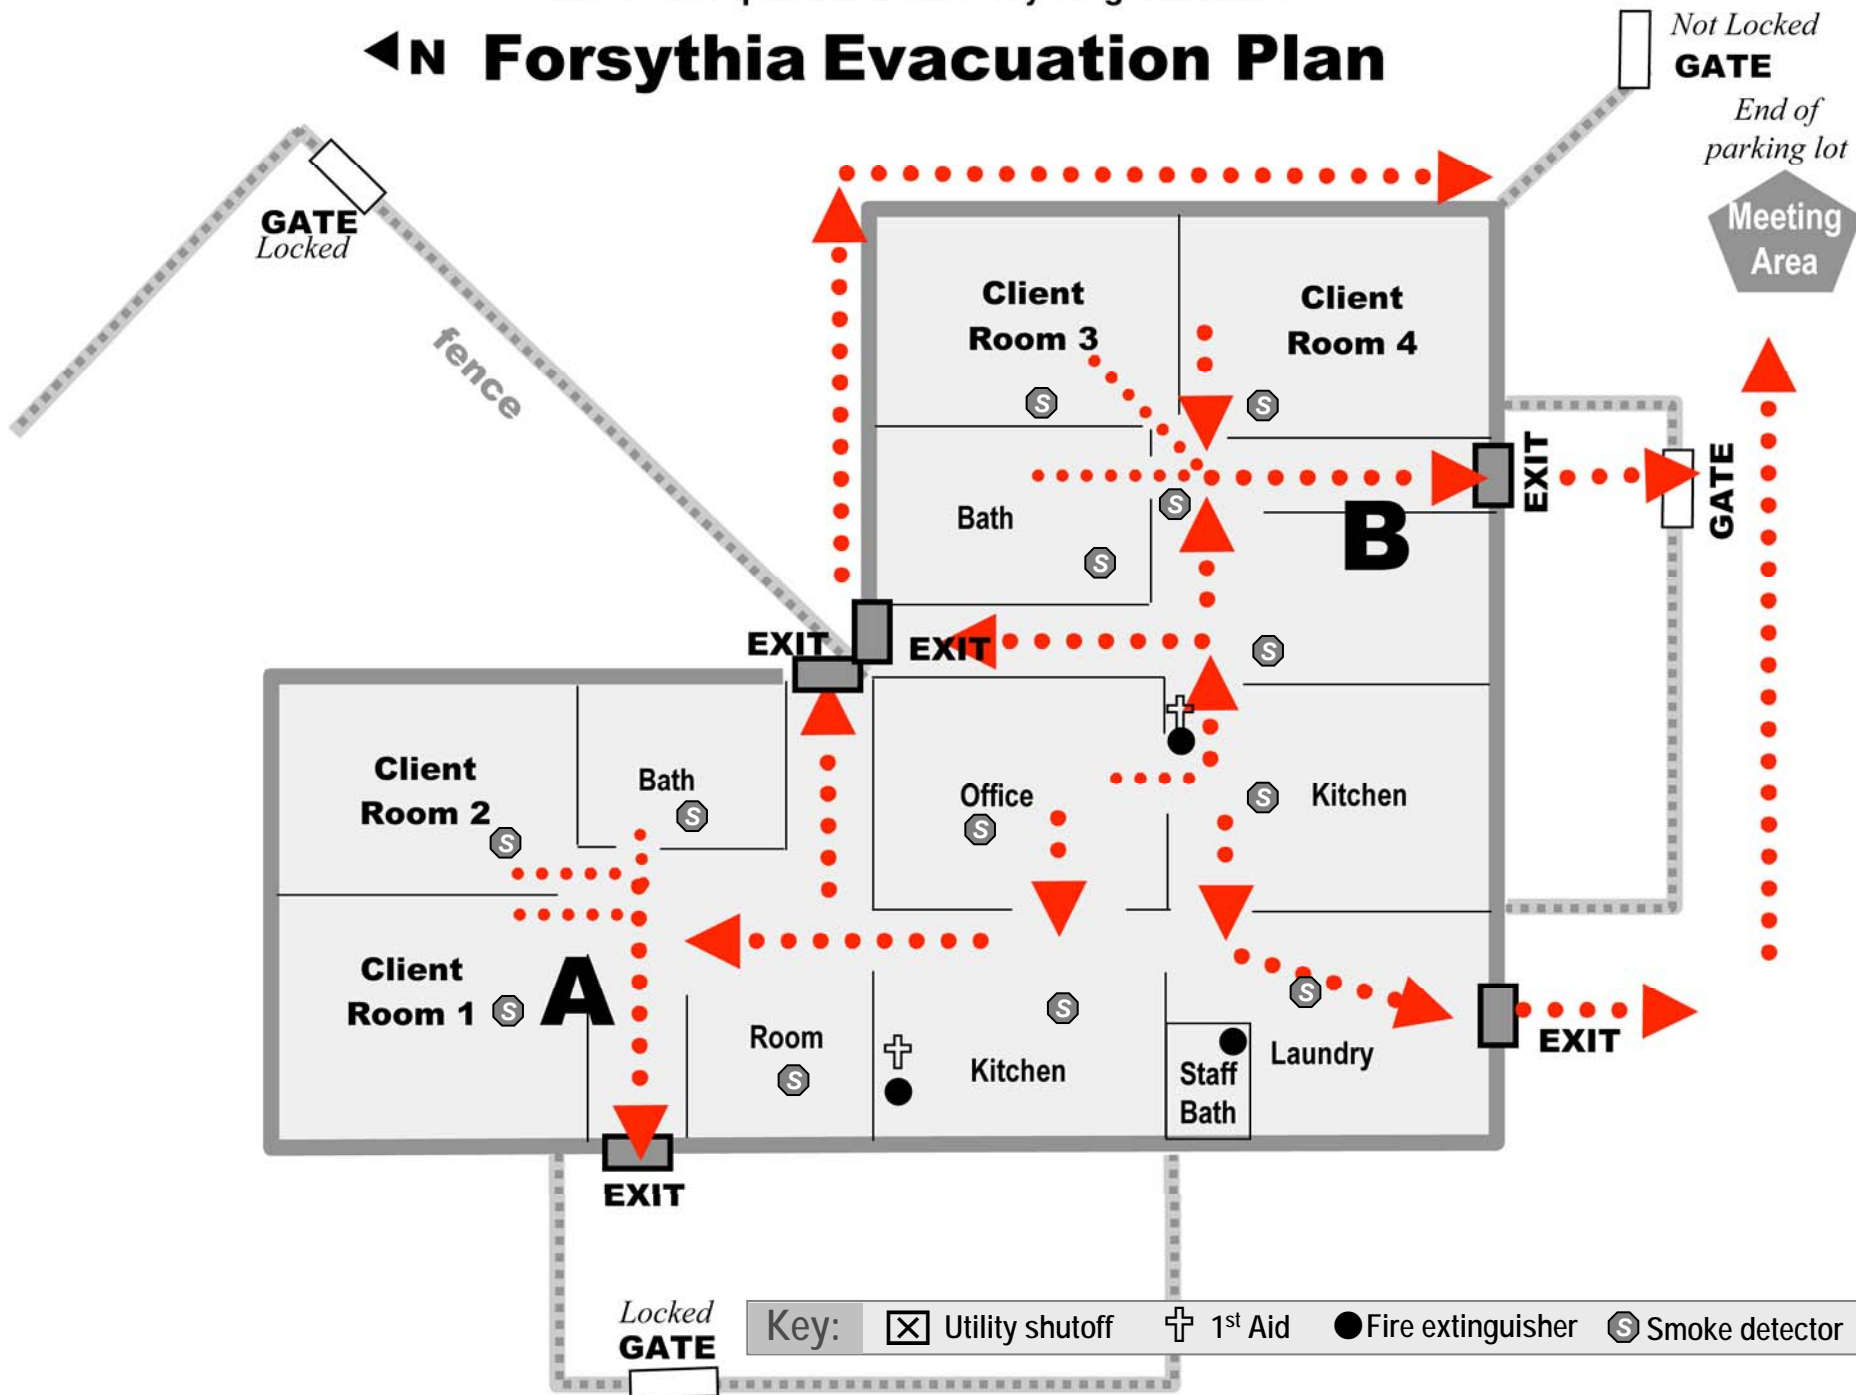 N Forsythia Evacuation Plan
Not Locked
GATE
End of
parking lot
Meeting
Area
GATE
Locked
fence
Client
Room 3
Client
Room 4
S
S
EXIT
GATE
Bath
S
B
S
EXIT
EXIT
S
Client
Room 2
S
Bath
S
Office
S
S
Kitchen
Client
Room 1
S
A
Room
S
Kitchen
S
S
Staff
Bath
Laundry
EXIT
EXIT
Locked
GATE
Key:
Utility shutoff
1st Aid
Fire extinguisher
S
Smoke detector